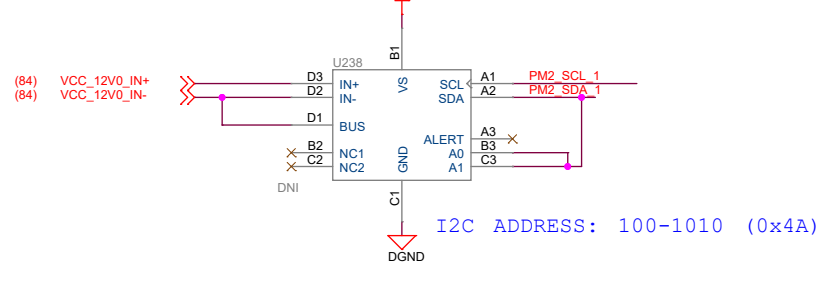 B1
U238
(84) VCC_12V0_IN+ D3 IN+ VS SCL A1 PM2_SCL_1
(84) VCC_12V0_IN- D2 IN- SDA A2 PM2_SDA_1
D1 BUS
ALERT A3
B2 NC1 A0 B3
C2 NC2 GND A1 C3
DNI
C1
I2C ADDRESS: 100-1010 (0x4A)
DGND